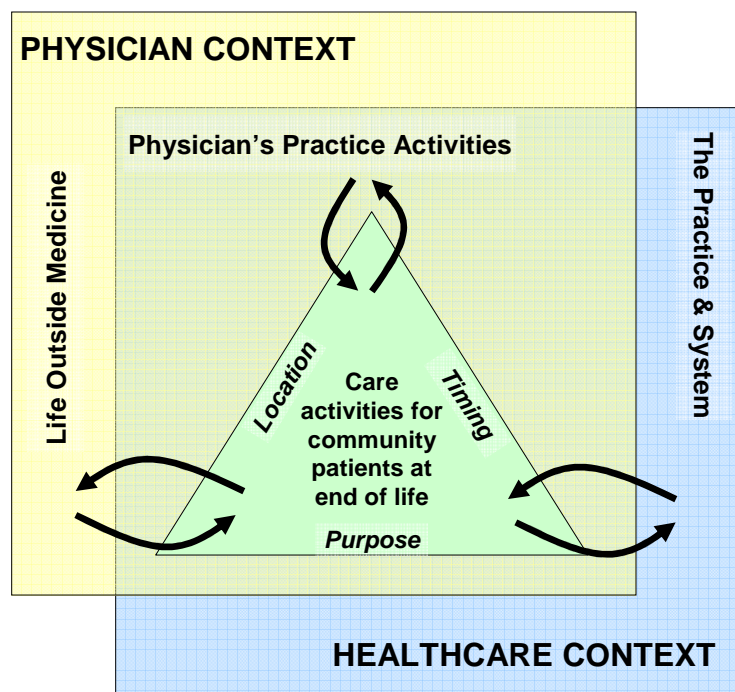 PHYSICIAN CONTEXT
Physician's Practice Activities
Life Outside Medicine
The Practice & System
Location
Timing
Care
activities for
community
patients at
end of life
Purpose
HEALTHCARE CONTEXT